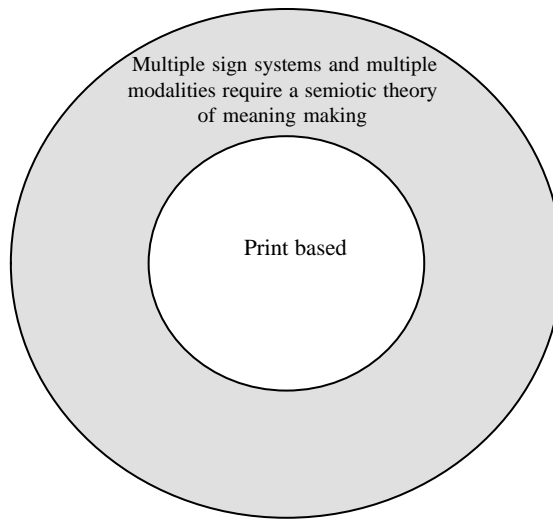 Multiple sign systems and multiple
modalities require a semiotic theory
of meaning making
Print based